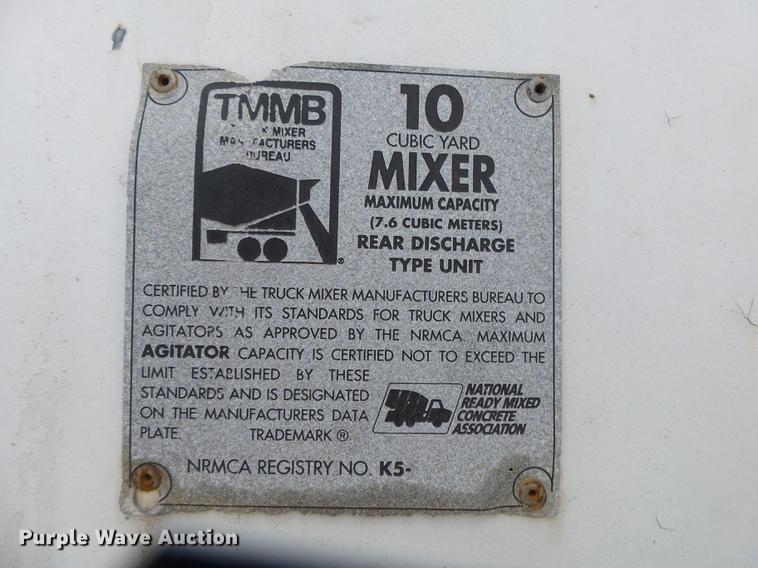 TMMB
MIXER
BUREAU
10
CUBIC YARD
MIXER
MAXIMUM CAPACITY
(7.6 CUBIC METERS)
REAR DISCHARGE
TYPE UNIT
®
CERTIFIED BY THE TRUCK MIXER MANUFACTURERS BUREAU TO
COMPLY WITH ITS STANDARDS FOR TRUCK MIXERS AND
AGITATORS AS APPROVED BY THE NRMCA. MAXIMUM
AGITATOR CAPACITY IS CERTIFIED NOT TO EXCEED THE
LIMIT ESTABLISHED BY THESE
STANDARDS AND IS DESIGNATED
ON THE MANUFACTURERS DATA
PLATE. TRADEMARK ®
NATIONAL
READY MIXED
CONCRETE
ASSOCIATION
NRMCA REGISTRY NO. K5-
Purple Wave Auction